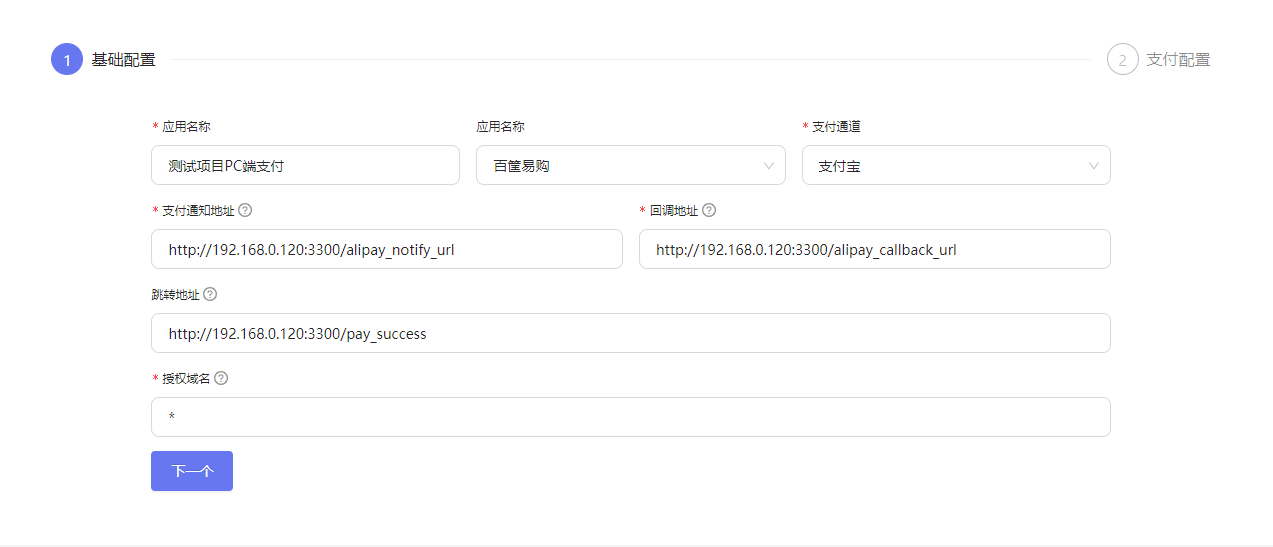 1 基础配置 2 支付配置
* 应用名称 应用名称 * 支付通道
测试项目PC端支付 百筐易购 支付宝
* 支付通知地址 ? * 回调地址 ?
http://192.168.0.120:3300/alipay_notify_url http://192.168.0.120:3300/alipay_callback_url
跳转地址 ?
http://192.168.0.120:3300/pay_success
* 授权域名 ?
*
下一个